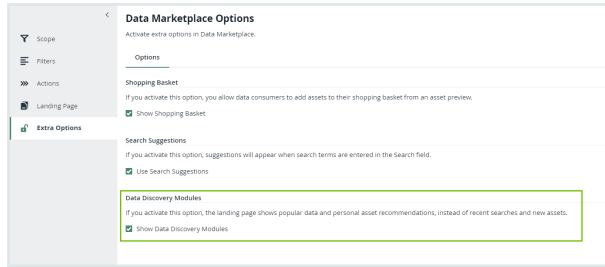 Data Marketplace Options
Activate extra options in Data Marketplace.
Scope
Filters
Actions
Landing Page
Extra Options
Options
Shopping Basket
If you activate this option, you allow data consumers to add assets to their shopping basket from an asset preview.
Show Shopping Basket
Search Suggestions
If you activate this option, suggestions will appear when search terms are entered in the Search field.
Use Search Suggestions
Data Discovery Modules
If you activate this option, the landing page shows popular data and personal asset recommendations, instead of recent searches and new assets.
Show Data Discovery Modules